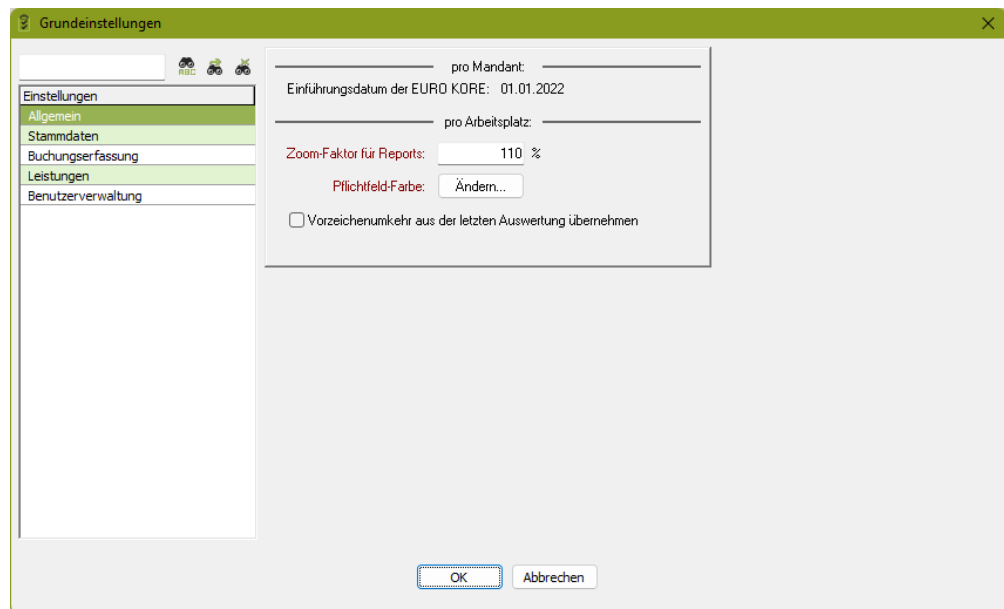 Grundeinstellungen
ABC
Einstellungen
Allgemein
Stammdaten
Buchungserfassung
Leistungen
Benutzerverwaltung
pro Mandant:
Einführungsdatum der EURO KORE: 01.01.2022
pro Arbeitsplatz:
Zoom-Faktor für Reports: 110 %
Pflichtfeld-Farbe: Ändern...
Vorzeichenumkehr aus der letzten Auswertung übernehmen
OK Abbrechen